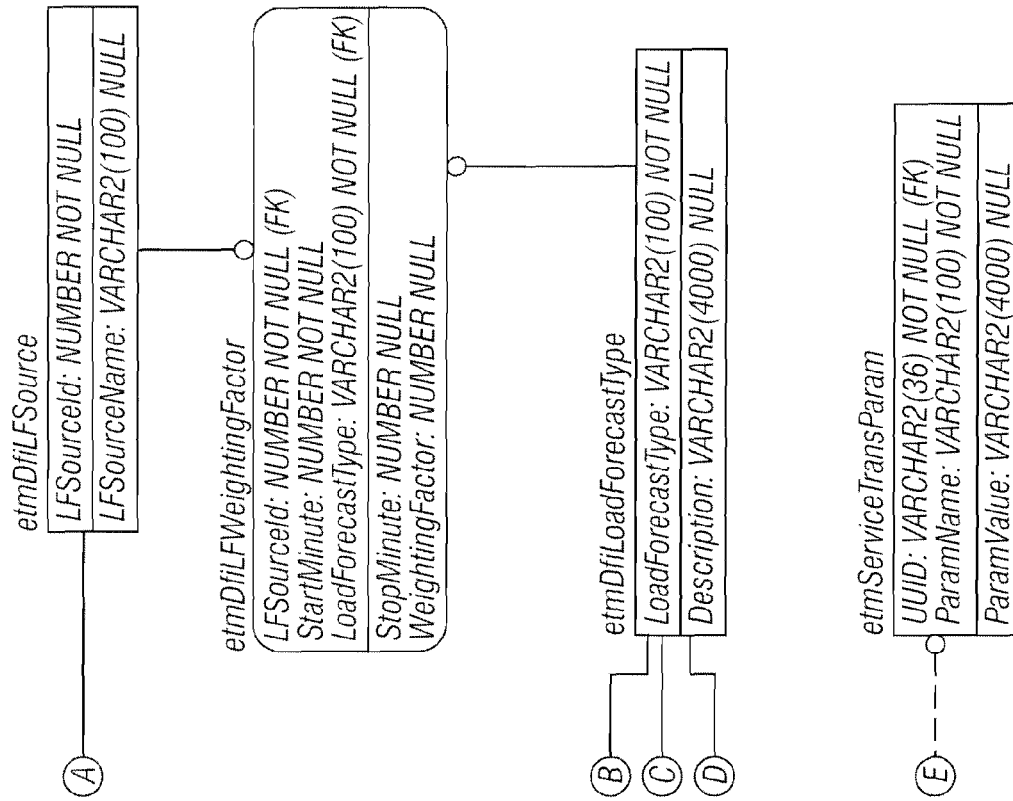 etmDfiLFSource
LFSourceId: NUMBER NOT NULL
LFSourceName: VARCHAR2(100) NULL
A
etmDfiLFWeightingFactor
LFSourceId: NUMBER NOT NULL (FK)
StartMinute: NUMBER NOT NULL
LoadForecastType: VARCHAR2(100) NOT NULL (FK)
StopMinute: NUMBER NULL
WeightingFactor: NUMBER NULL
etmDfiLoadForecastType
LoadForecastType: VARCHAR2(100) NOT NULL
Description: VARCHAR2(4000) NULL
B
C
D
etmServiceTransParam
UUID: VARCHAR2(36) NOT NULL (FK)
ParamName: VARCHAR2(100) NOT NULL
ParamValue: VARCHAR2(4000) NULL
E